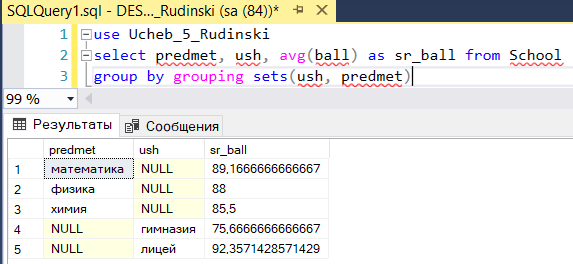 SQLQuery1.sql - DES..._Rudinski (sa (84))*
1 use Ucheb_5_Rudinski
2 select predmet, ush, avg(ball) as sr_ball from School
3 group by grouping sets(ush, predmet)
99 %
Результаты Сообщения
predmet ush sr_ball
1 математика NULL 89,1666666666667
2 физика NULL 88
3 химия NULL 85,5
4 NULL гимназия 75,6666666666667
5 NULL лицей 92,3571428571429